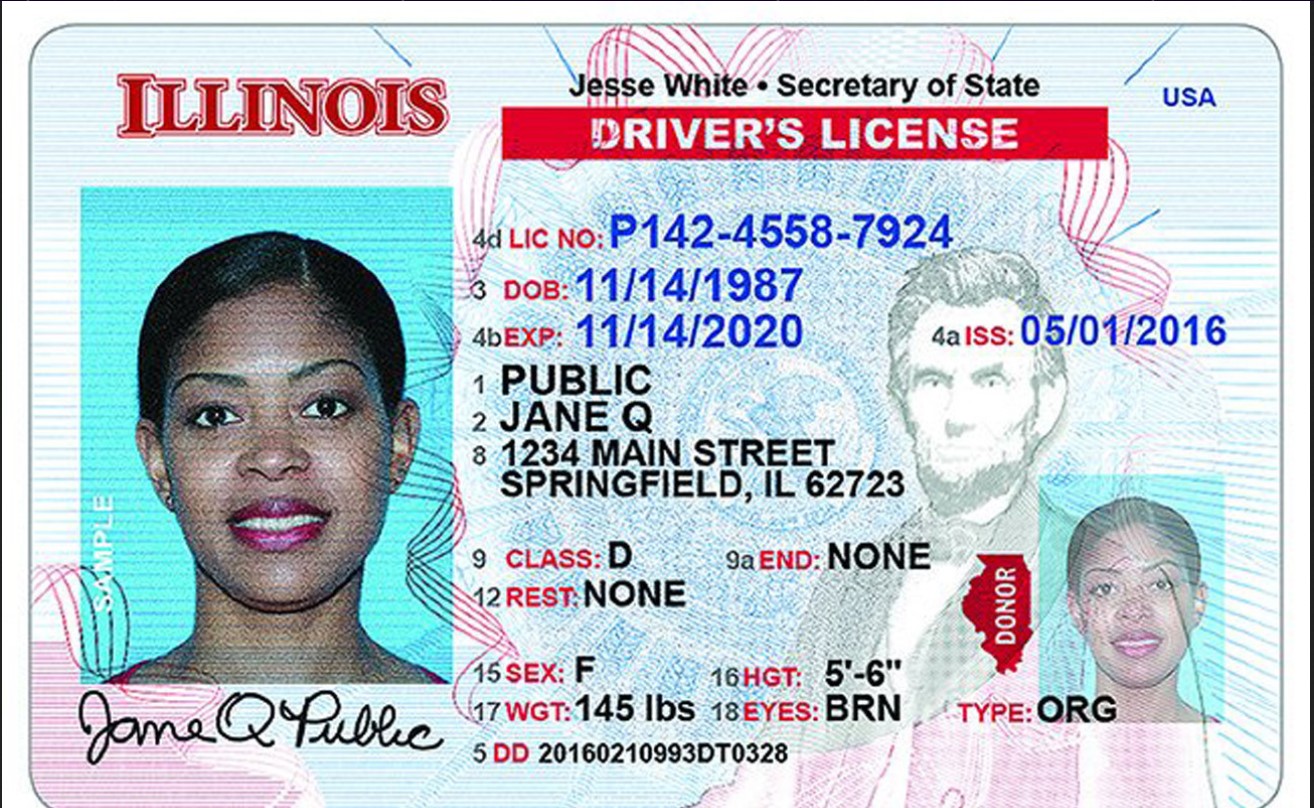 ILLINOIS
Jesse White • Secretary of State
USA
DRIVER'S LICENSE
4d LIC NO: P142-4558-7924
3 DOB: 11/14/1987
4b EXP: 11/14/2020 4a ISS: 05/01/2016
1 PUBLIC
2 JANE Q
8 1234 MAIN STREET
SPRINGFIELD, IL 62723
9 CLASS: D 9a END: NONE
12 REST: NONE
DONOR
SAMPLE
15 SEX: F 16 HGT: 5'-6"
17 WGT: 145 lbs 18 EYES: BRN TYPE: ORG
5 DD 20160210993DT0328
Jane Q Public